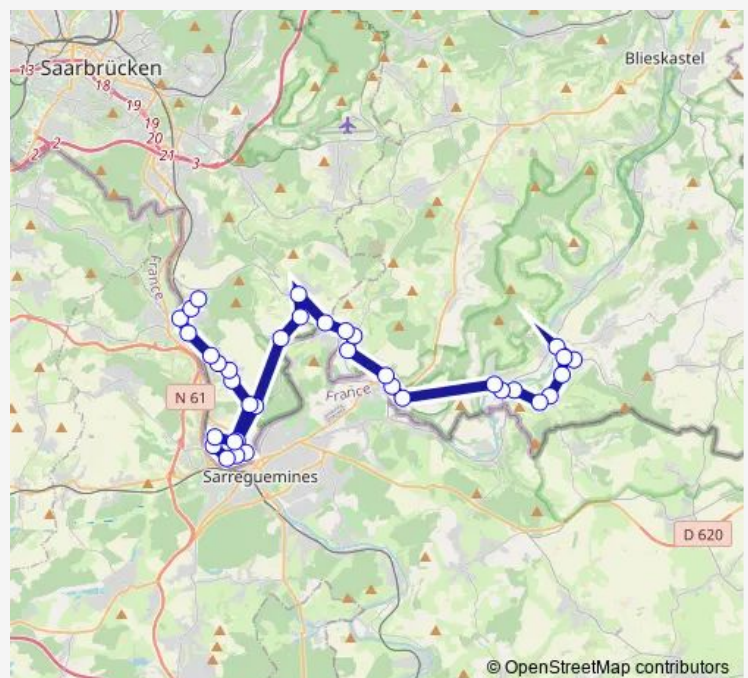 Saarbrücken
Blieskastel
13
18
19
19
20
21
2
2
3
France
N 61
France
Sarreguemines
D 620
© OpenStreetMap contributors